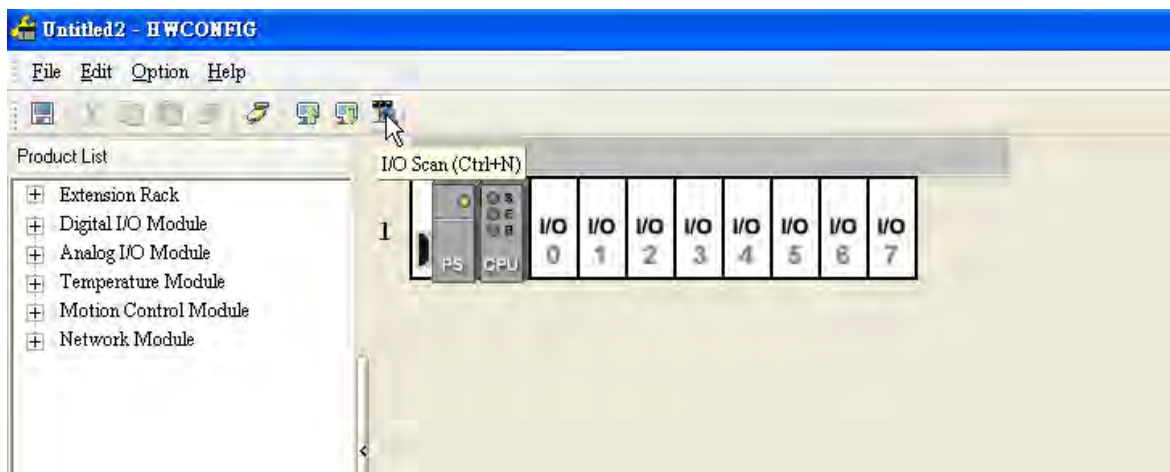 Untitled2 - HWCONFIG
File Edit Option Help
Product List
I/O Scan (Ctrl+N)
Extension Rack
Digital I/O Module
Analog I/O Module
Temperature Module
Motion Control Module
Network Module
1
PS CPU
I/O I/O I/O I/O I/O I/O I/O I/O
0 1 2 3 4 5 6 7